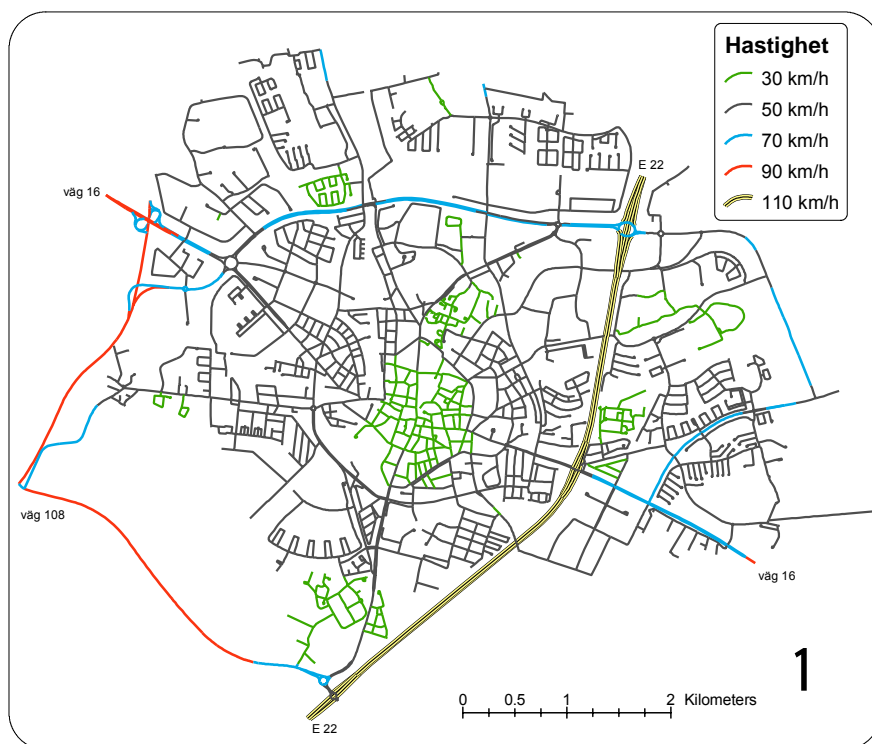 Hastighet
30 km/h
50 km/h
70 km/h
90 km/h
110 km/h
E 22
väg 16
väg 108
väg 16
1
0 0.5 1 2 Kilometers
E 22